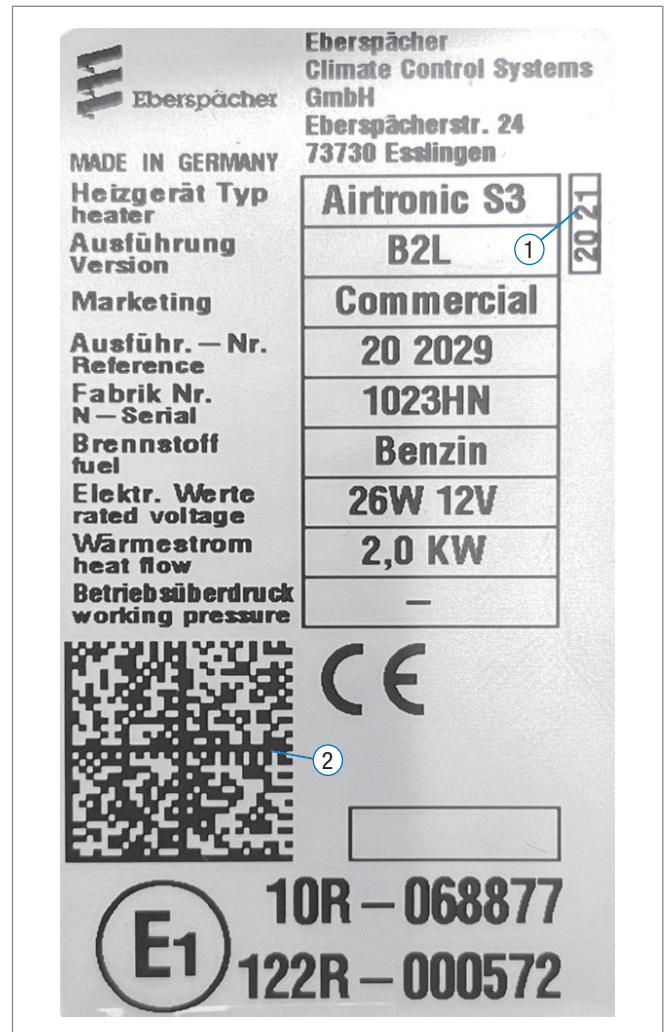 Eberspächer
Eberspächer
Climate Control Systems
GmbH
Eberspächerstr. 24
73730 Esslingen
MADE IN GERMANY
Heizgerät Typ
heater
Airtronic S3
20 21
1
Ausführung
Version
B2L
Marketing
Commercial
Ausführ. – Nr.
Reference
20 2029
Fabrik Nr.
N – Serial
1023HN
Brennstoff
fuel
Benzin
Elektr. Werte
rated voltage
26W 12V
Wärmestrom
heat flow
2,0 KW
Betriebsüberdruck
working pressure
–
CE
2
E1
10R – 068877
122R – 000572